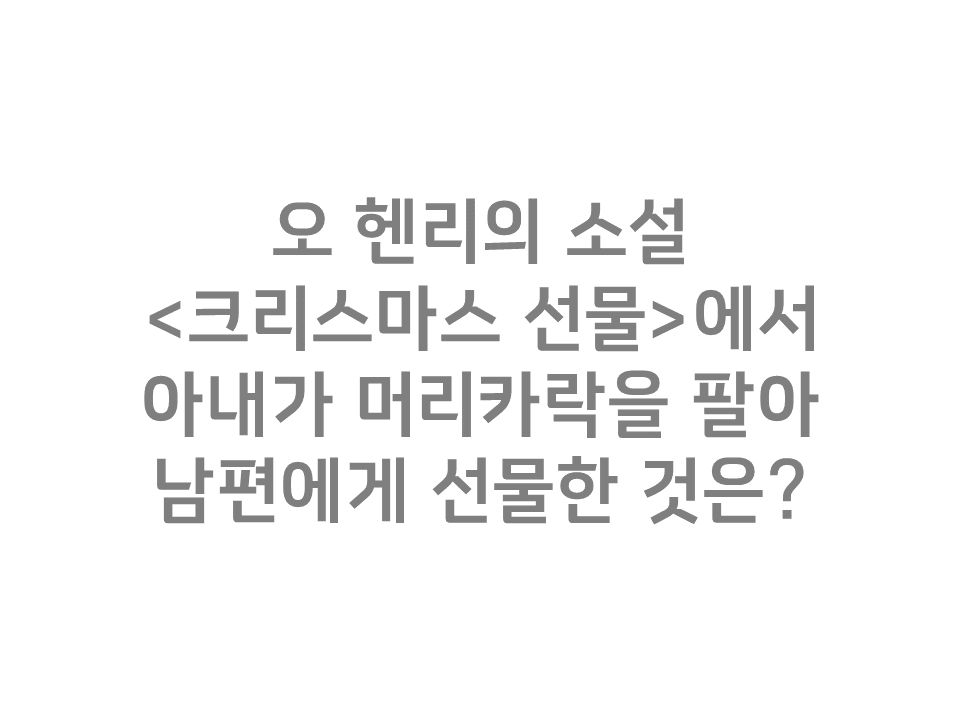 오 헨리의 소설
<크리스마스 선물>에서
아내가 머리카락을 팔아
남편에게 선물한 것은?